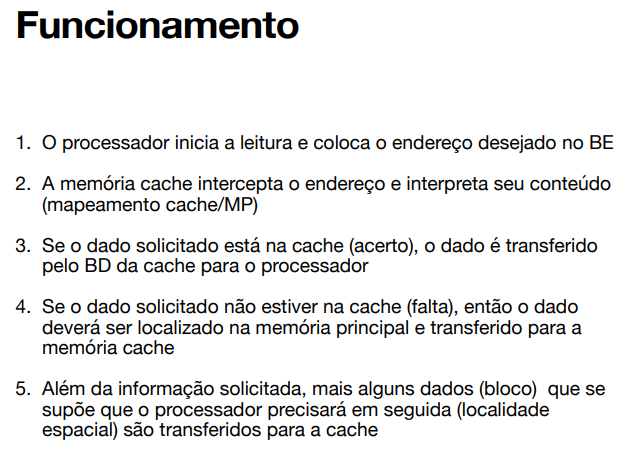 Funcionamento
1. O processador inicia a leitura e coloca o endereço desejado no BE
2. A memória cache intercepta o endereço e interpreta seu conteúdo
(mapeamento cache/MP)
3. Se o dado solicitado está na cache (acerto), o dado é transferido
pelo BD da cache para o processador
4. Se o dado solicitado não estiver na cache (falta), então o dado
deverá ser localizado na memória principal e transferido para a
memória cache
5. Além da informação solicitada, mais alguns dados (bloco)  que se
supõe que o processador precisará em seguida (localidade
espacial) são transferidos para a cache